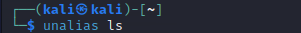 ┌──(kali㉿kali)-[~]
└─$ unalias ls